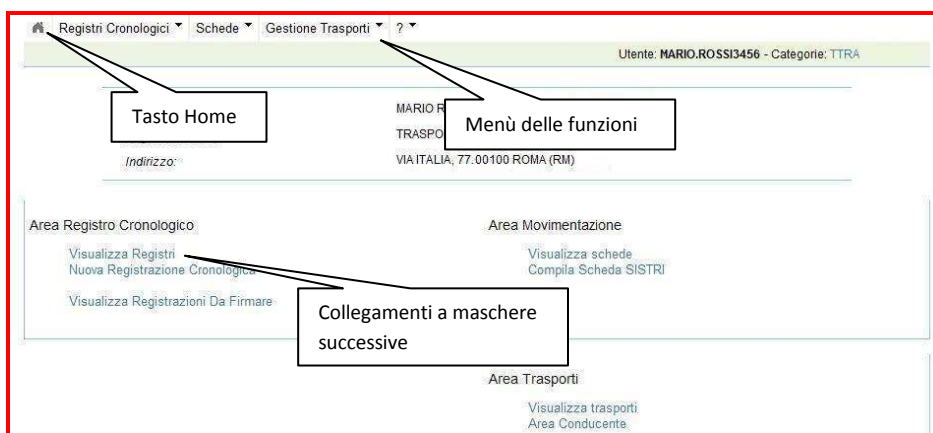 Registri Cronologici Schede Gestione Trasporti ?
Utente: MARIO.ROSSI3456 - Categorie: TTRA
Tasto Home
Menù delle funzioni
MARIO R
TRASPO
Indirizzo: VIA ITALIA, 77.00100 ROMA (RM)
Area Registro Cronologico
Visualizza Registri
Nuova Registrazione Cronologica
Visualizza Registrazioni Da Firmare
Collegamenti a maschere
successive
Area Movimentazione
Visualizza schede
Compila Scheda SISTRI
Area Trasporti
Visualizza trasporti
Area Conducente